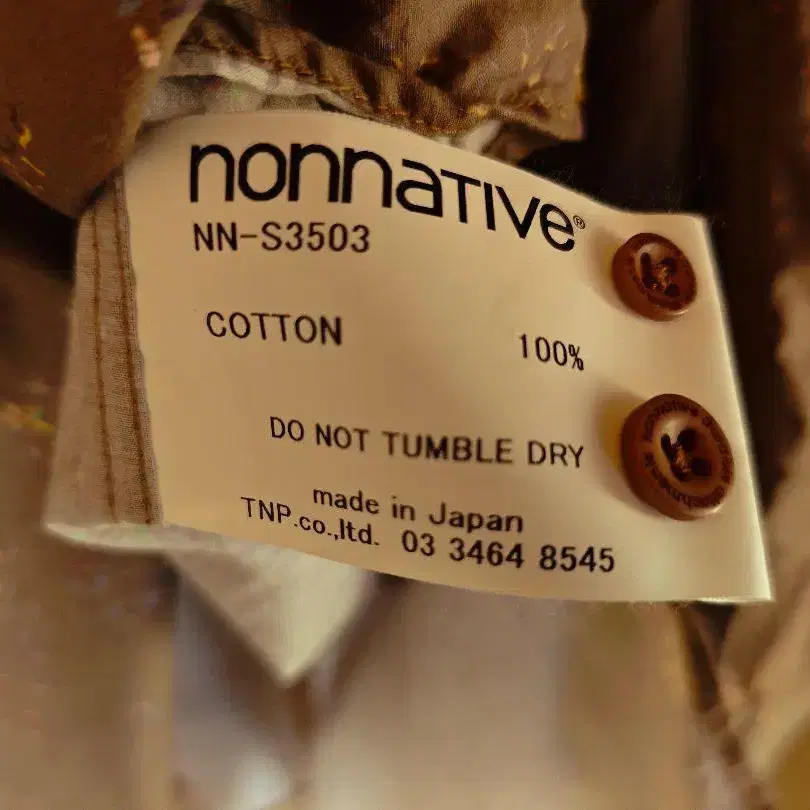 nonnative®
NN-S3503
COTTON 100%
DO NOT TUMBLE DRY
made in Japan
TNP.co.,ltd. 03 3464 8545